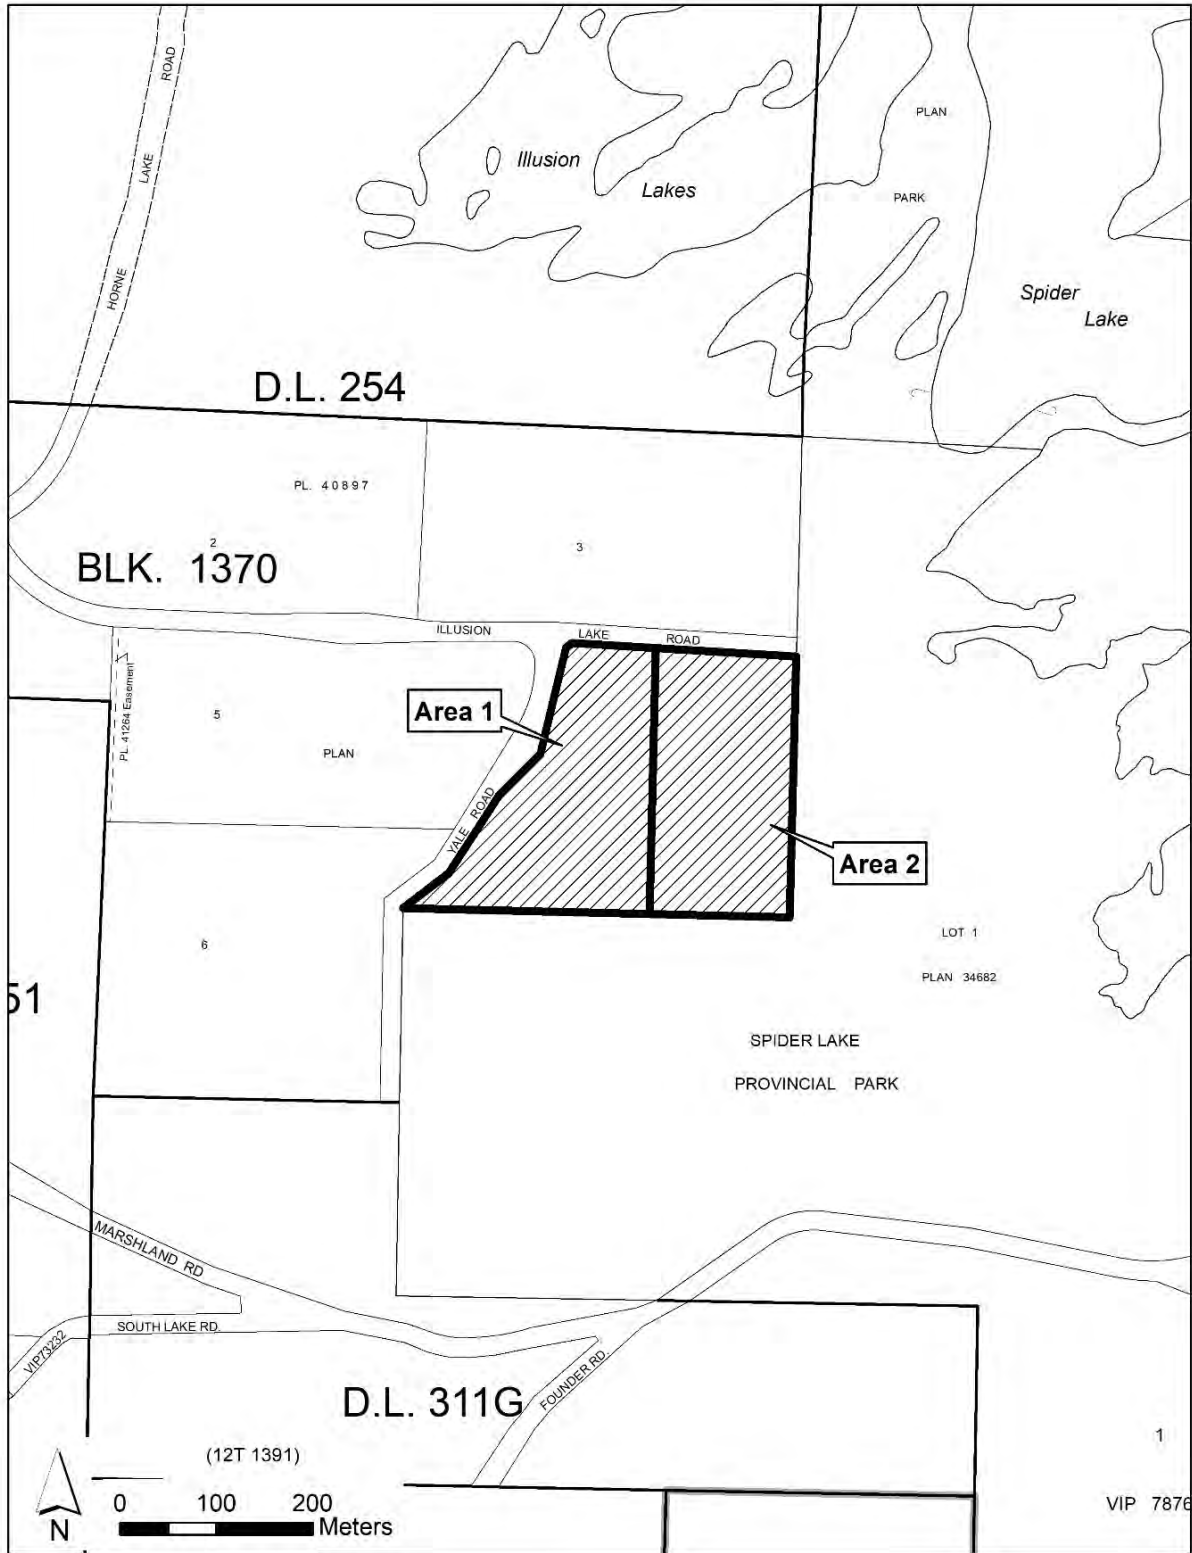 ROAD
LAKE
HORNE
PLAN
PARK
Illusion
Lakes
Spider
Lake
D.L. 254
PL. 40897
2
BLK. 1370
3
ILLUSION LAKE ROAD
PL. 41264 Easement
5
PLAN
Area 1
YALE ROAD
Area 2
6
LOT 1
PLAN 34682
51
SPIDER LAKE
PROVINCIAL PARK
MARSHLAND RD
SOUTH LAKE RD.
VIP73232
FOUNDER RD.
D.L. 311G
1
VIP 7876
(12T 1391)
0 100 200
Meters
N